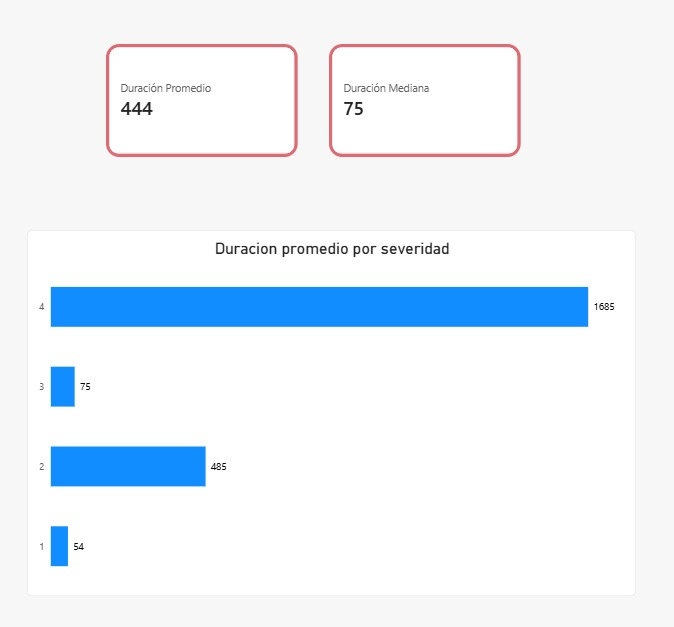 Duración Promedio
444
Duración Mediana
75
Duracion promedio por severidad
4 1685
3 75
2 485
1 54